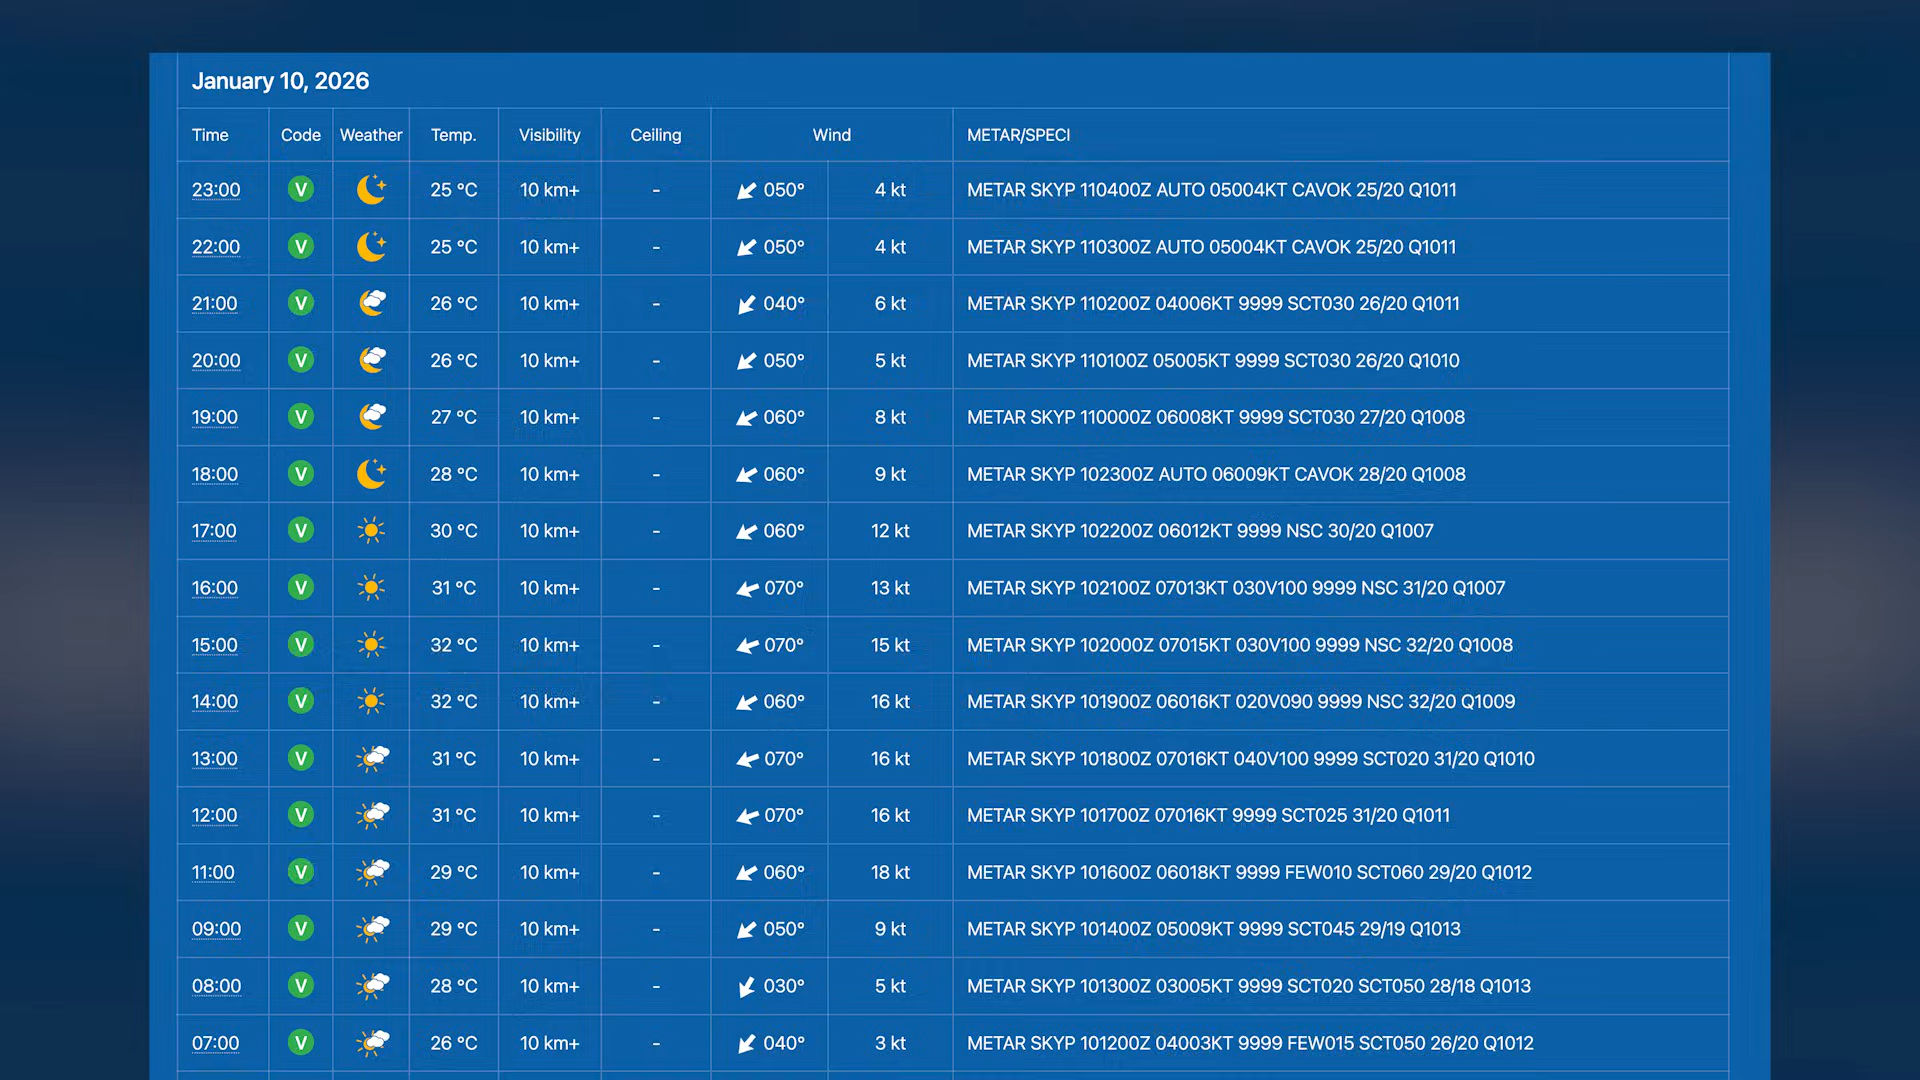 January 10, 2026
Time Code Weather Temp. Visibility Ceiling Wind METAR/SPECI
23:00 V 25 °C 10 km+ - 050° 4 kt METAR SKYP 110400Z AUTO 05004KT CAVOK 25/20 Q1011
22:00 V 25 °C 10 km+ - 050° 4 kt METAR SKYP 110300Z AUTO 05004KT CAVOK 25/20 Q1011
21:00 V 26 °C 10 km+ - 040° 6 kt METAR SKYP 110200Z 04006KT 9999 SCT030 26/20 Q1011
20:00 V 26 °C 10 km+ - 050° 5 kt METAR SKYP 110100Z 05005KT 9999 SCT030 26/20 Q1010
19:00 V 27 °C 10 km+ - 060° 8 kt METAR SKYP 110000Z 06008KT 9999 SCT030 27/20 Q1008
18:00 V 28 °C 10 km+ - 060° 9 kt METAR SKYP 102300Z AUTO 06009KT CAVOK 28/20 Q1008
17:00 V 30 °C 10 km+ - 060° 12 kt METAR SKYP 102200Z 06012KT 9999 NSC 30/20 Q1007
16:00 V 31 °C 10 km+ - 070° 13 kt METAR SKYP 102100Z 07013KT 030V100 9999 NSC 31/20 Q1007
15:00 V 32 °C 10 km+ - 070° 15 kt METAR SKYP 102000Z 07015KT 030V100 9999 NSC 32/20 Q1008
14:00 V 32 °C 10 km+ - 060° 16 kt METAR SKYP 101900Z 06016KT 020V090 9999 NSC 32/20 Q1009
13:00 V 31 °C 10 km+ - 070° 16 kt METAR SKYP 101800Z 07016KT 040V100 9999 SCT020 31/20 Q1010
12:00 V 31 °C 10 km+ - 070° 16 kt METAR SKYP 101700Z 07016KT 9999 SCT025 31/20 Q1011
11:00 V 29 °C 10 km+ - 060° 18 kt METAR SKYP 101600Z 06018KT 9999 FEW010 SCT060 29/20 Q1012
09:00 V 29 °C 10 km+ - 050° 9 kt METAR SKYP 101400Z 05009KT 9999 SCT045 29/19 Q1013
08:00 V 28 °C 10 km+ - 030° 5 kt METAR SKYP 101300Z 03005KT 9999 SCT020 SCT050 28/18 Q1013
07:00 V 26 °C 10 km+ - 040° 3 kt METAR SKYP 101200Z 04003KT 9999 FEW015 SCT050 26/20 Q1012